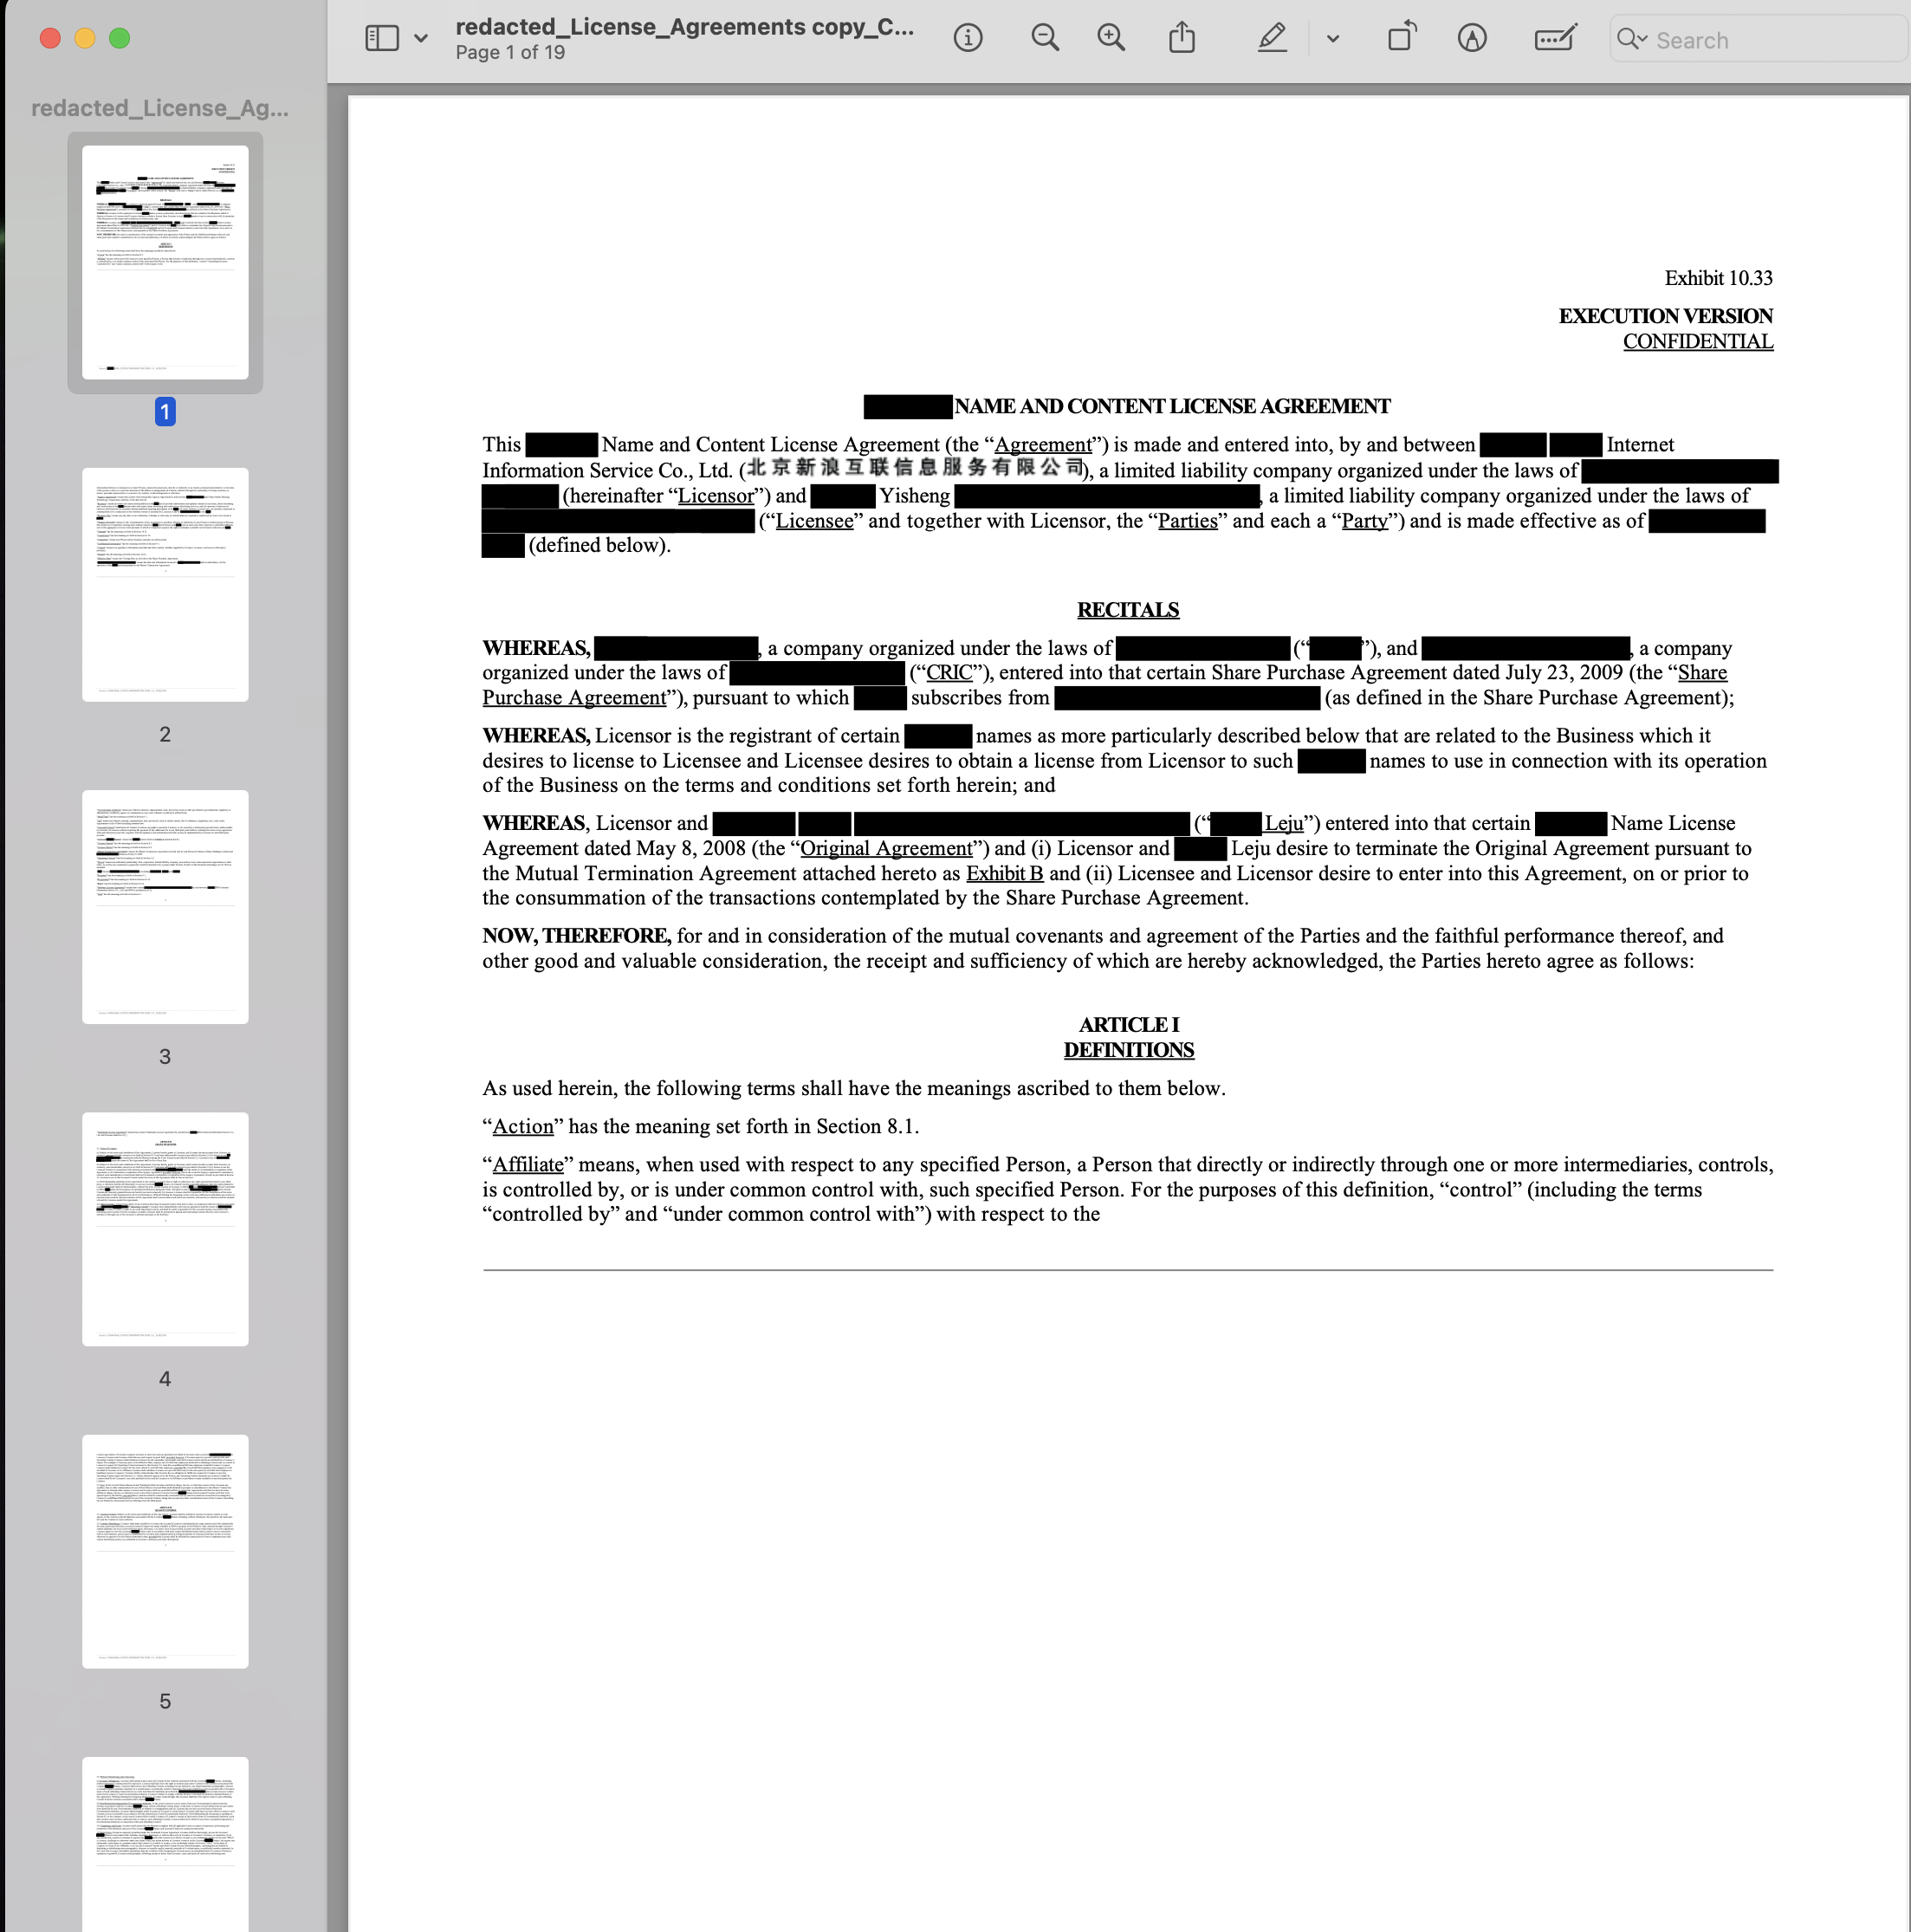 redacted_License_Agreements copy_C...
Page 1 of 19
Search
redacted_License_Ag...
1
2
3
4
5
Exhibit 10.33
EXECUTION VERSION
CONFIDENTIAL
NAME AND CONTENT LICENSE AGREEMENT
This Name and Content License Agreement (the “Agreement”) is made and entered into, by and between Internet
Information Service Co., Ltd. (北京新浪互联信息服务有限公司), a limited liability company organized under the laws of
(hereinafter “Licensor”) and Yisheng , a limited liability company organized under the laws of
(“Licensee” and together with Licensor, the “Parties” and each a “Party”) and is made effective as of
(defined below).
RECITALS
WHEREAS, , a company organized under the laws of (“ ”), and , a company
organized under the laws of (“CRIC”), entered into that certain Share Purchase Agreement dated July 23, 2009 (the “Share
Purchase Agreement”), pursuant to which subscribes from (as defined in the Share Purchase Agreement);
WHEREAS, Licensor is the registrant of certain names as more particularly described below that are related to the Business which it
desires to license to Licensee and Licensee desires to obtain a license from Licensor to such names to use in connection with its operation
of the Business on the terms and conditions set forth herein; and
WHEREAS, Licensor and (“ Leju”) entered into that certain Name License
Agreement dated May 8, 2008 (the “Original Agreement”) and (i) Licensor and Leju desire to terminate the Original Agreement pursuant to
the Mutual Termination Agreement attached hereto as Exhibit B and (ii) Licensee and Licensor desire to enter into this Agreement, on or prior to
the consummation of the transactions contemplated by the Share Purchase Agreement.
NOW, THEREFORE, for and in consideration of the mutual covenants and agreement of the Parties and the faithful performance thereof, and
other good and valuable consideration, the receipt and sufficiency of which are hereby acknowledged, the Parties hereto agree as follows:
ARTICLE I
DEFINITIONS
As used herein, the following terms shall have the meanings ascribed to them below.
“Action” has the meaning set forth in Section 8.1.
“Affiliate” means, when used with respect to any specified Person, a Person that directly or indirectly through one or more intermediaries, controls,
is controlled by, or is under common control with, such specified Person. For the purposes of this definition, “control” (including the terms
“controlled by” and “under common control with”) with respect to the